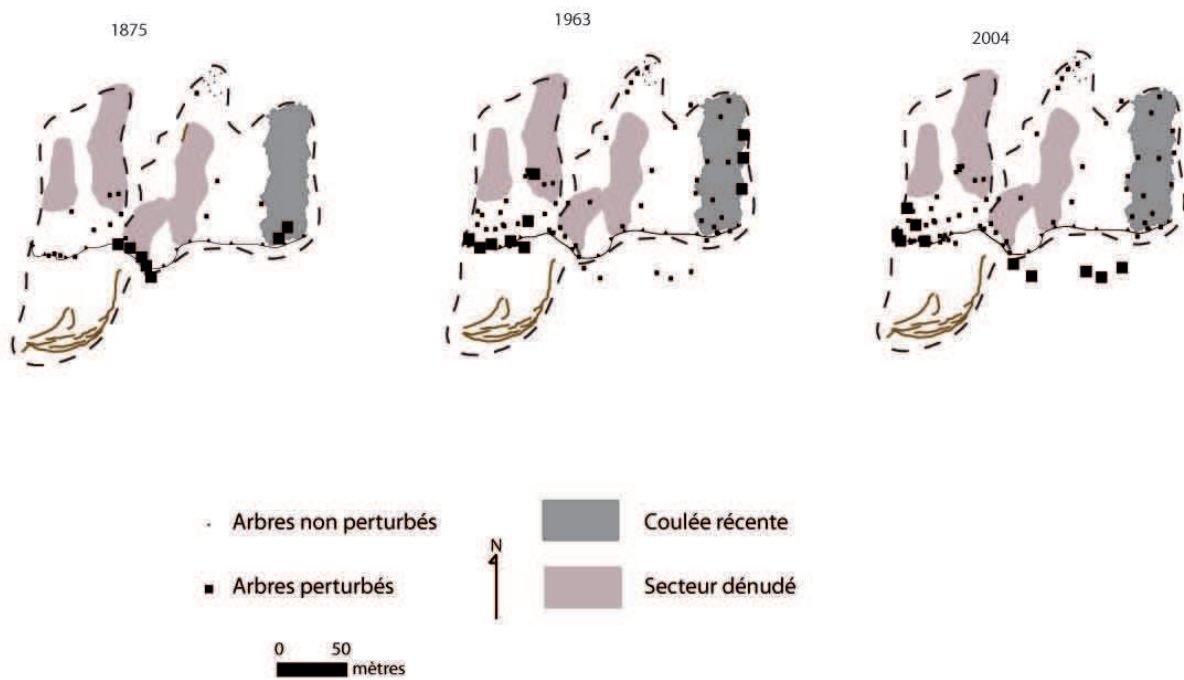 1875
1963
2004
Arbres non perturbés
Coulée récente
N
Arbres perturbés
Secteur dénudé
0 50
mètres